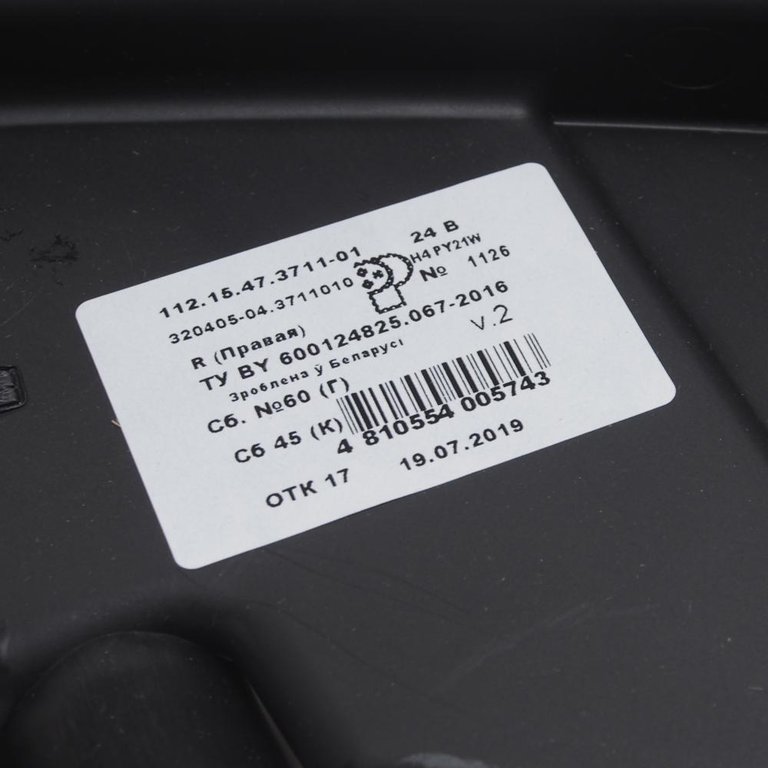 112.15.47.3711-01 24 В
320405-04.3711010 H4 PY21W
R (Правая) № 1126
ТУ BY 600124825.067-2016
Зроблена ў Беларусі v.2
Сб. №60 (Г)
Сб 45 (К) 4 810554 005743
ОТК 17 19.07.2019